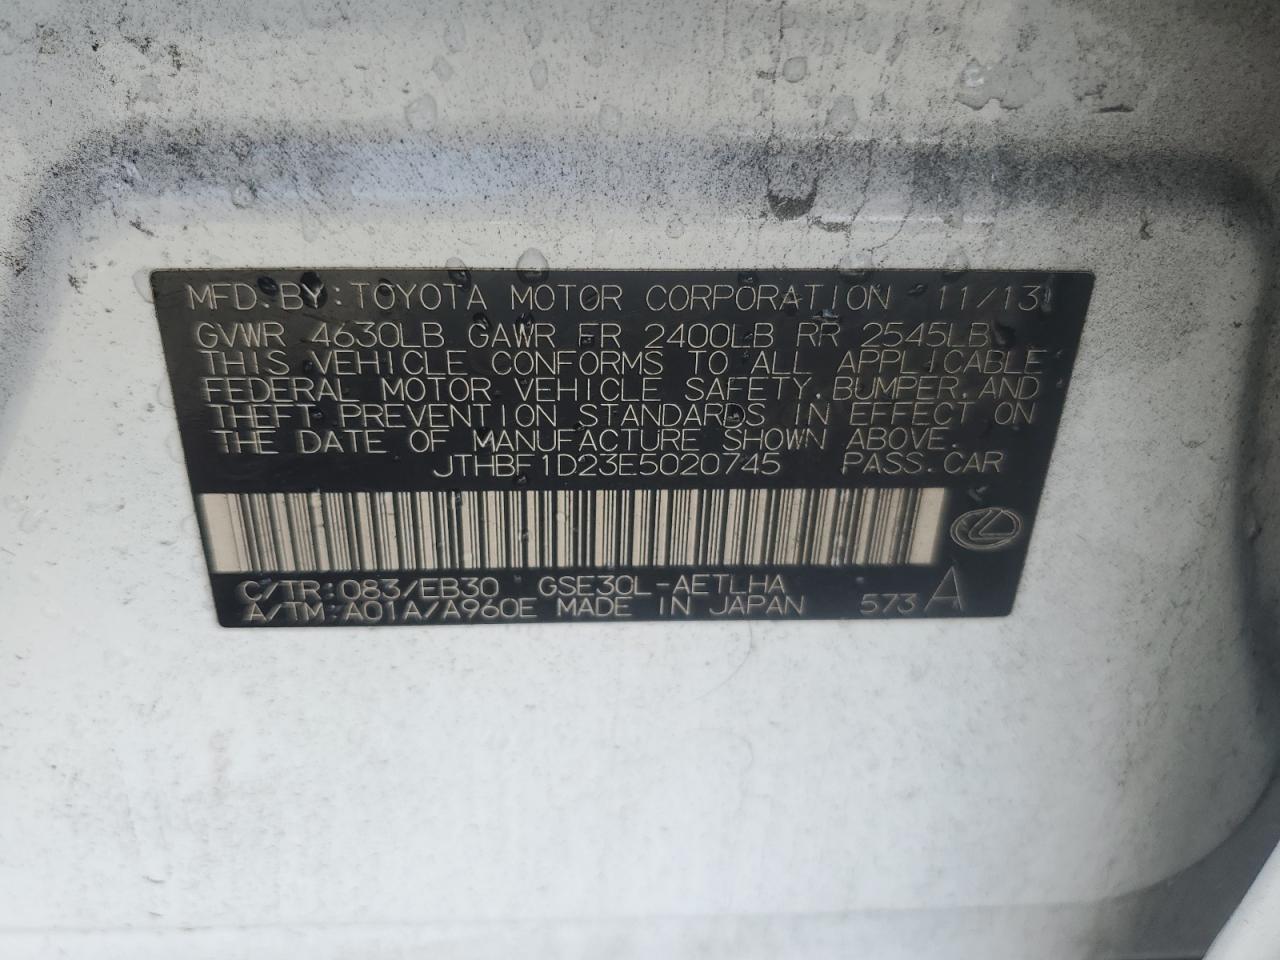 MFD. BY: TOYOTA MOTOR CORPORATION 11/13
GVWR 4630LB GAWR FR 2400LB RR 2545LB
THIS VEHICLE CONFORMS TO ALL APPLICABLE
FEDERAL MOTOR VEHICLE SAFETY, BUMPER, AND
THEFT PREVENTION STANDARDS IN EFFECT ON
THE DATE OF MANUFACTURE SHOWN ABOVE.
JTHBF1D23E5020745 PASS. CAR
C/TR: 083/EB30 GSE30L-AETLHA
A/TM: A01A/A960E MADE IN JAPAN 573 A